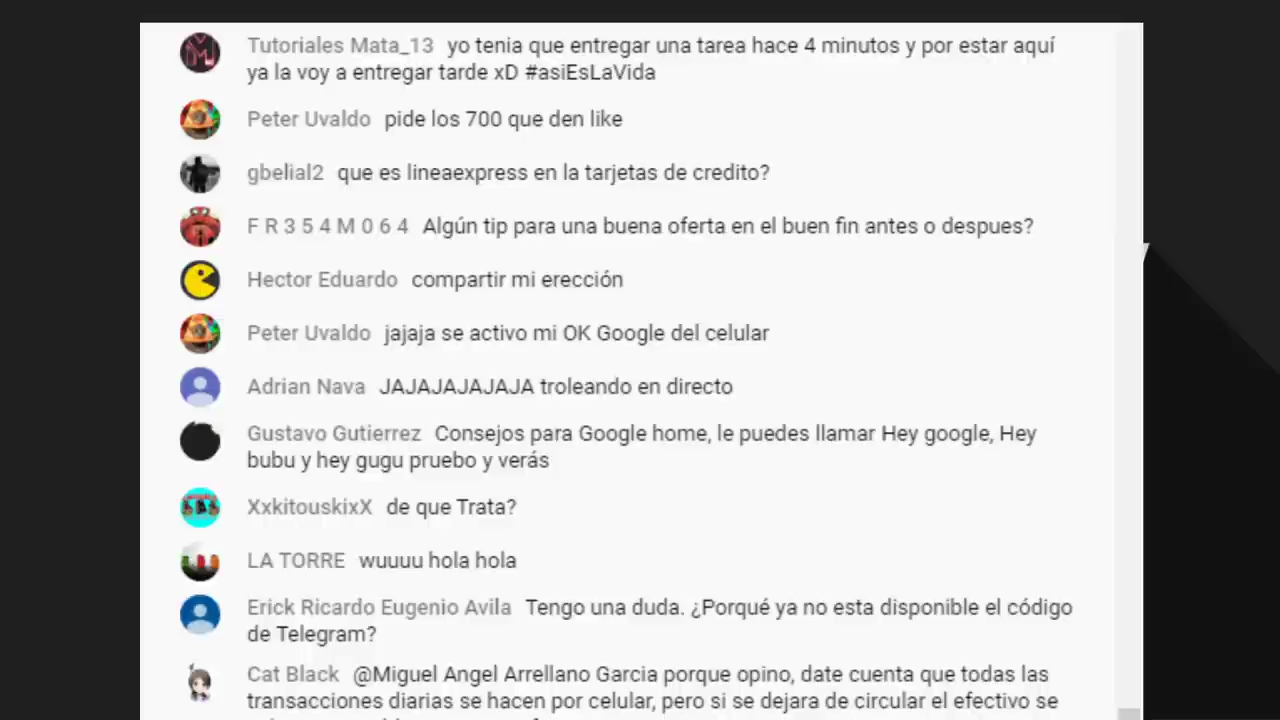 Tutoriales Mata_13 yo tenia que entregar una tarea hace 4 minutos y por estar aquí
ya la voy a entregar tarde xD #asiEsLaVida
Peter Uvaldo pide los 700 que den like
gbelial2 que es lineaexpress en la tarjetas de credito?
F R 3 5 4 M 0 6 4 Algún tip para una buena oferta en el buen fin antes o despues?
Hector Eduardo compartir mi erección
Peter Uvaldo jajaja se activo mi OK Google del celular
Adrian Nava JAJAJAJAJAJA troleando en directo
Gustavo Gutierrez Consejos para Google home, le puedes llamar Hey google, Hey
bubu y hey gugu pruebo y verás
XxkitouskixX de que Trata?
LA TORRE wuuuu hola hola
Erick Ricardo Eugenio Avila Tengo una duda. ¿Porqué ya no esta disponible el código
de Telegram?
Cat Black @Miguel Angel Arrellano Garcia porque opino, date cuenta que todas las
transacciones diarias se hacen por celular, pero si se dejara de circular el efectivo se